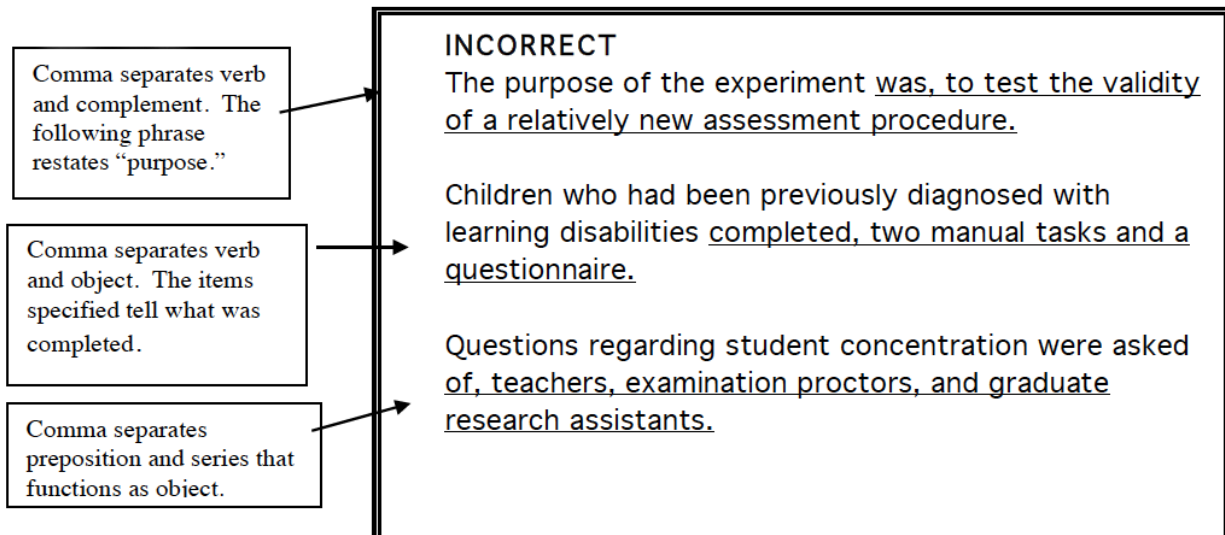 Comma separates verb
and complement.  The
following phrase
restates “purpose.”
INCORRECT
The purpose of the experiment was, to test the validity
of a relatively new assessment procedure.
Comma separates verb
and object.  The items
specified tell what was
completed.
Children who had been previously diagnosed with
learning disabilities completed, two manual tasks and a
questionnaire.
Comma separates
preposition and series that
functions as object.
Questions regarding student concentration were asked
of, teachers, examination proctors, and graduate
research assistants.